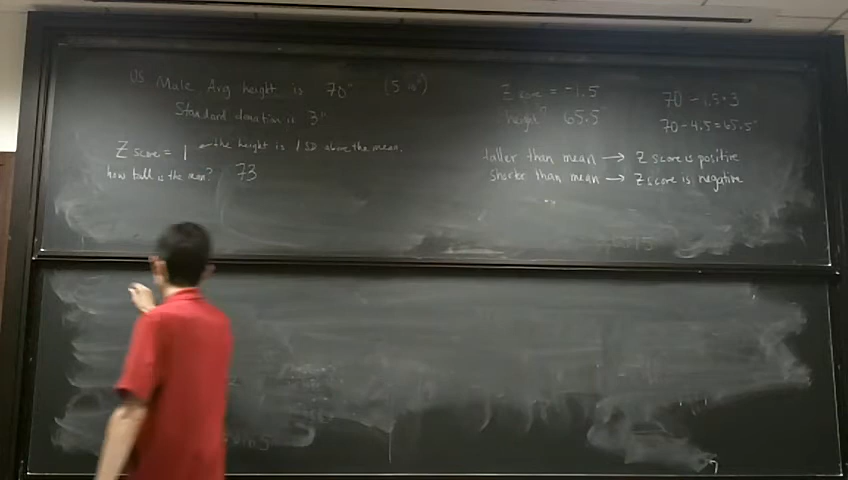 US Male Avg height is 70" (5'10")
Standard deviation is 3"
Z score = 1 ← the height is 1 SD above the mean.
how tall is the man? 73
Z score = -1.5
height? 65.5"
70 - 1.5•3
70 - 4.5 = 65.5"
taller than mean → Z score is positive
shorter than mean → Z score is negative